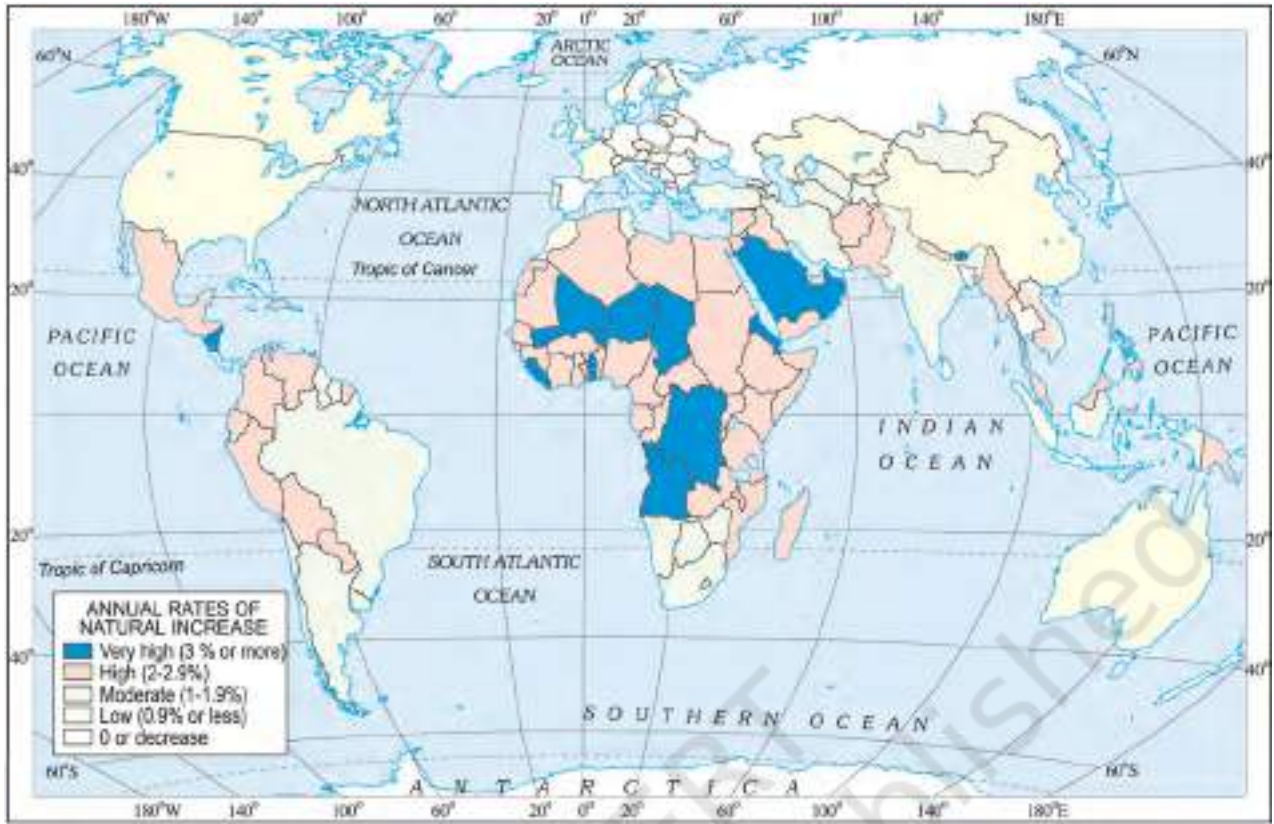 180°W 140° 100° 20° 0° 20° 60° 100° 140° 180°E
ARCTIC
OCEAN
60°N
60°N
40°
40°
NORTH ATLANTIC
OCEAN
Tropic of Cancer
20°
20°
PACIFIC
OCEAN
PACIFIC
OCEAN
INDIAN
OCEAN
20°
20°
Tropic of Capricorn
SOUTH ATLANTIC
OCEAN
ANNUAL RATES OF
NATURAL INCREASE
Very high (3 % or more)
High (2-2.9%)
Moderate (1-1.9%)
Low (0.9% or less)
0 or decrease
40°
40°
SOUTHERN OCEAN
60°S
60°S
ANTARCTICA
180°W 140° 100° 20° 0° 20° 60° 100° 140° 180°E